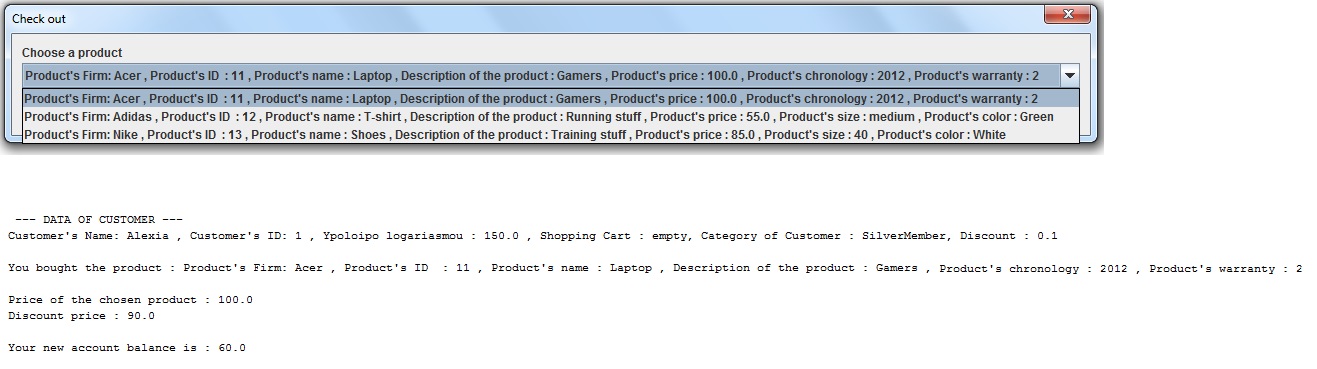 Check out
Choose a product
Product's Firm: Acer , Product's ID : 11 , Product's name : Laptop , Description of the product : Gamers , Product's price : 100.0 , Product's chronology : 2012 , Product's warranty : 2
Product's Firm: Acer , Product's ID : 11 , Product's name : Laptop , Description of the product : Gamers , Product's price : 100.0 , Product's chronology : 2012 , Product's warranty : 2
Product's Firm: Adidas , Product's ID : 12 , Product's name : T-shirt , Description of the product : Running stuff , Product's price : 55.0 , Product's size : medium , Product's color : Green
Product's Firm: Nike , Product's ID : 13 , Product's name : Shoes , Description of the product : Training stuff , Product's price : 85.0 , Product's size : 40 , Product's color : White
--- DATA OF CUSTOMER ---
Customer's Name: Alexia , Customer's ID: 1 , Ypoloipo logariasmou : 150.0 , Shopping Cart : empty, Category of Customer : SilverMember, Discount : 0.1
You bought the product : Product's Firm: Acer , Product's ID : 11 , Product's name : Laptop , Description of the product : Gamers , Product's chronology : 2012 , Product's warranty : 2
Price of the chosen product : 100.0
Discount price : 90.0
Your new account balance is : 60.0